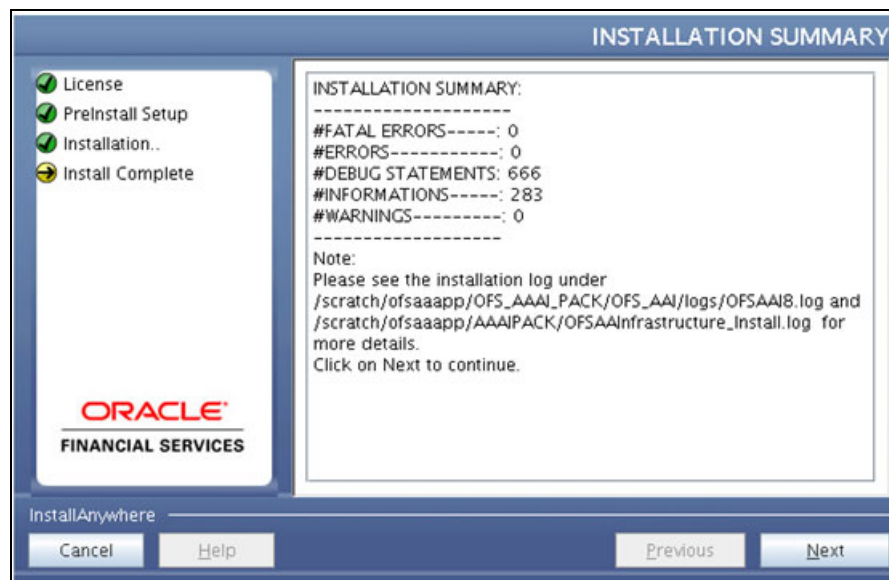 INSTALLATION SUMMARY
License
PreInstall Setup
Installation..
Install Complete
INSTALLATION SUMMARY:
--------------------
#FATAL ERRORS-----: 0
#ERRORS-----------: 0
#DEBUG STATEMENTS: 666
#INFORMATIONS-----: 283
#WARNINGS---------: 0
-------------------
Note:
Please see the installation log under
/scratch/ofsaaapp/OFS_AAAI_PACK/OFS_AAI/logs/OFSAAI8.log and
/scratch/ofsaaapp/AAAIPACK/OFSAAInfrastructure_Install.log for
more details.
Click on Next to continue.
ORACLE
FINANCIAL SERVICES
InstallAnywhere
Cancel
Help
Previous
Next